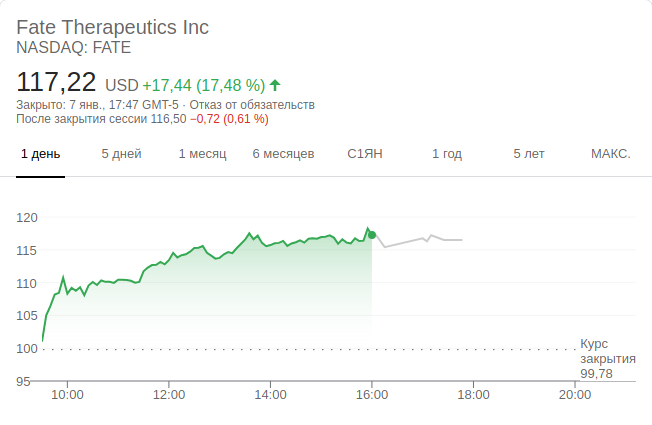 Fate Therapeutics Inc
NASDAQ: FATE
117,22 USD +17,44 (17,48 %)
Закрыто: 7 янв., 17:47 GMT-5 · Отказ от обязательств
После закрытия сессии 116,50 −0,72 (0,61 %)
1 день 5 дней 1 месяц 6 месяцев С1ЯН 1 год 5 лет МАКС.
120
115
110
105
100
Курс
закрытия
99,78
95
10:00 12:00 14:00 16:00 18:00 20:00